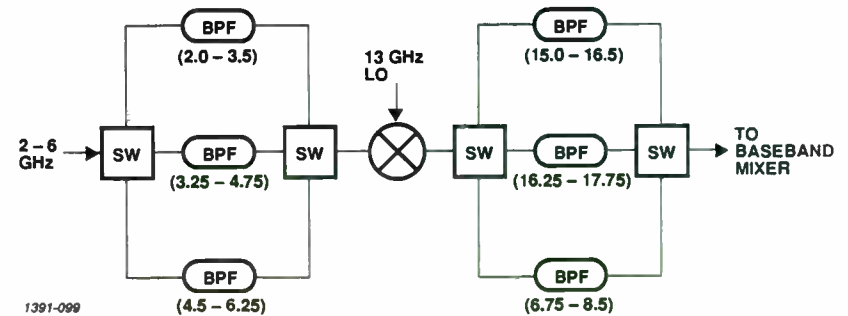 BPF
(2.0 – 3.5)
BPF
(15.0 – 16.5)
13 GHz
LO
2 – 6
GHz
SW
BPF
(3.25 – 4.75)
SW
SW
BPF
(16.25 – 17.75)
SW
TO
BASEBAND
MIXER
BPF
(4.5 – 6.25)
BPF
(6.75 – 8.5)
1391-099